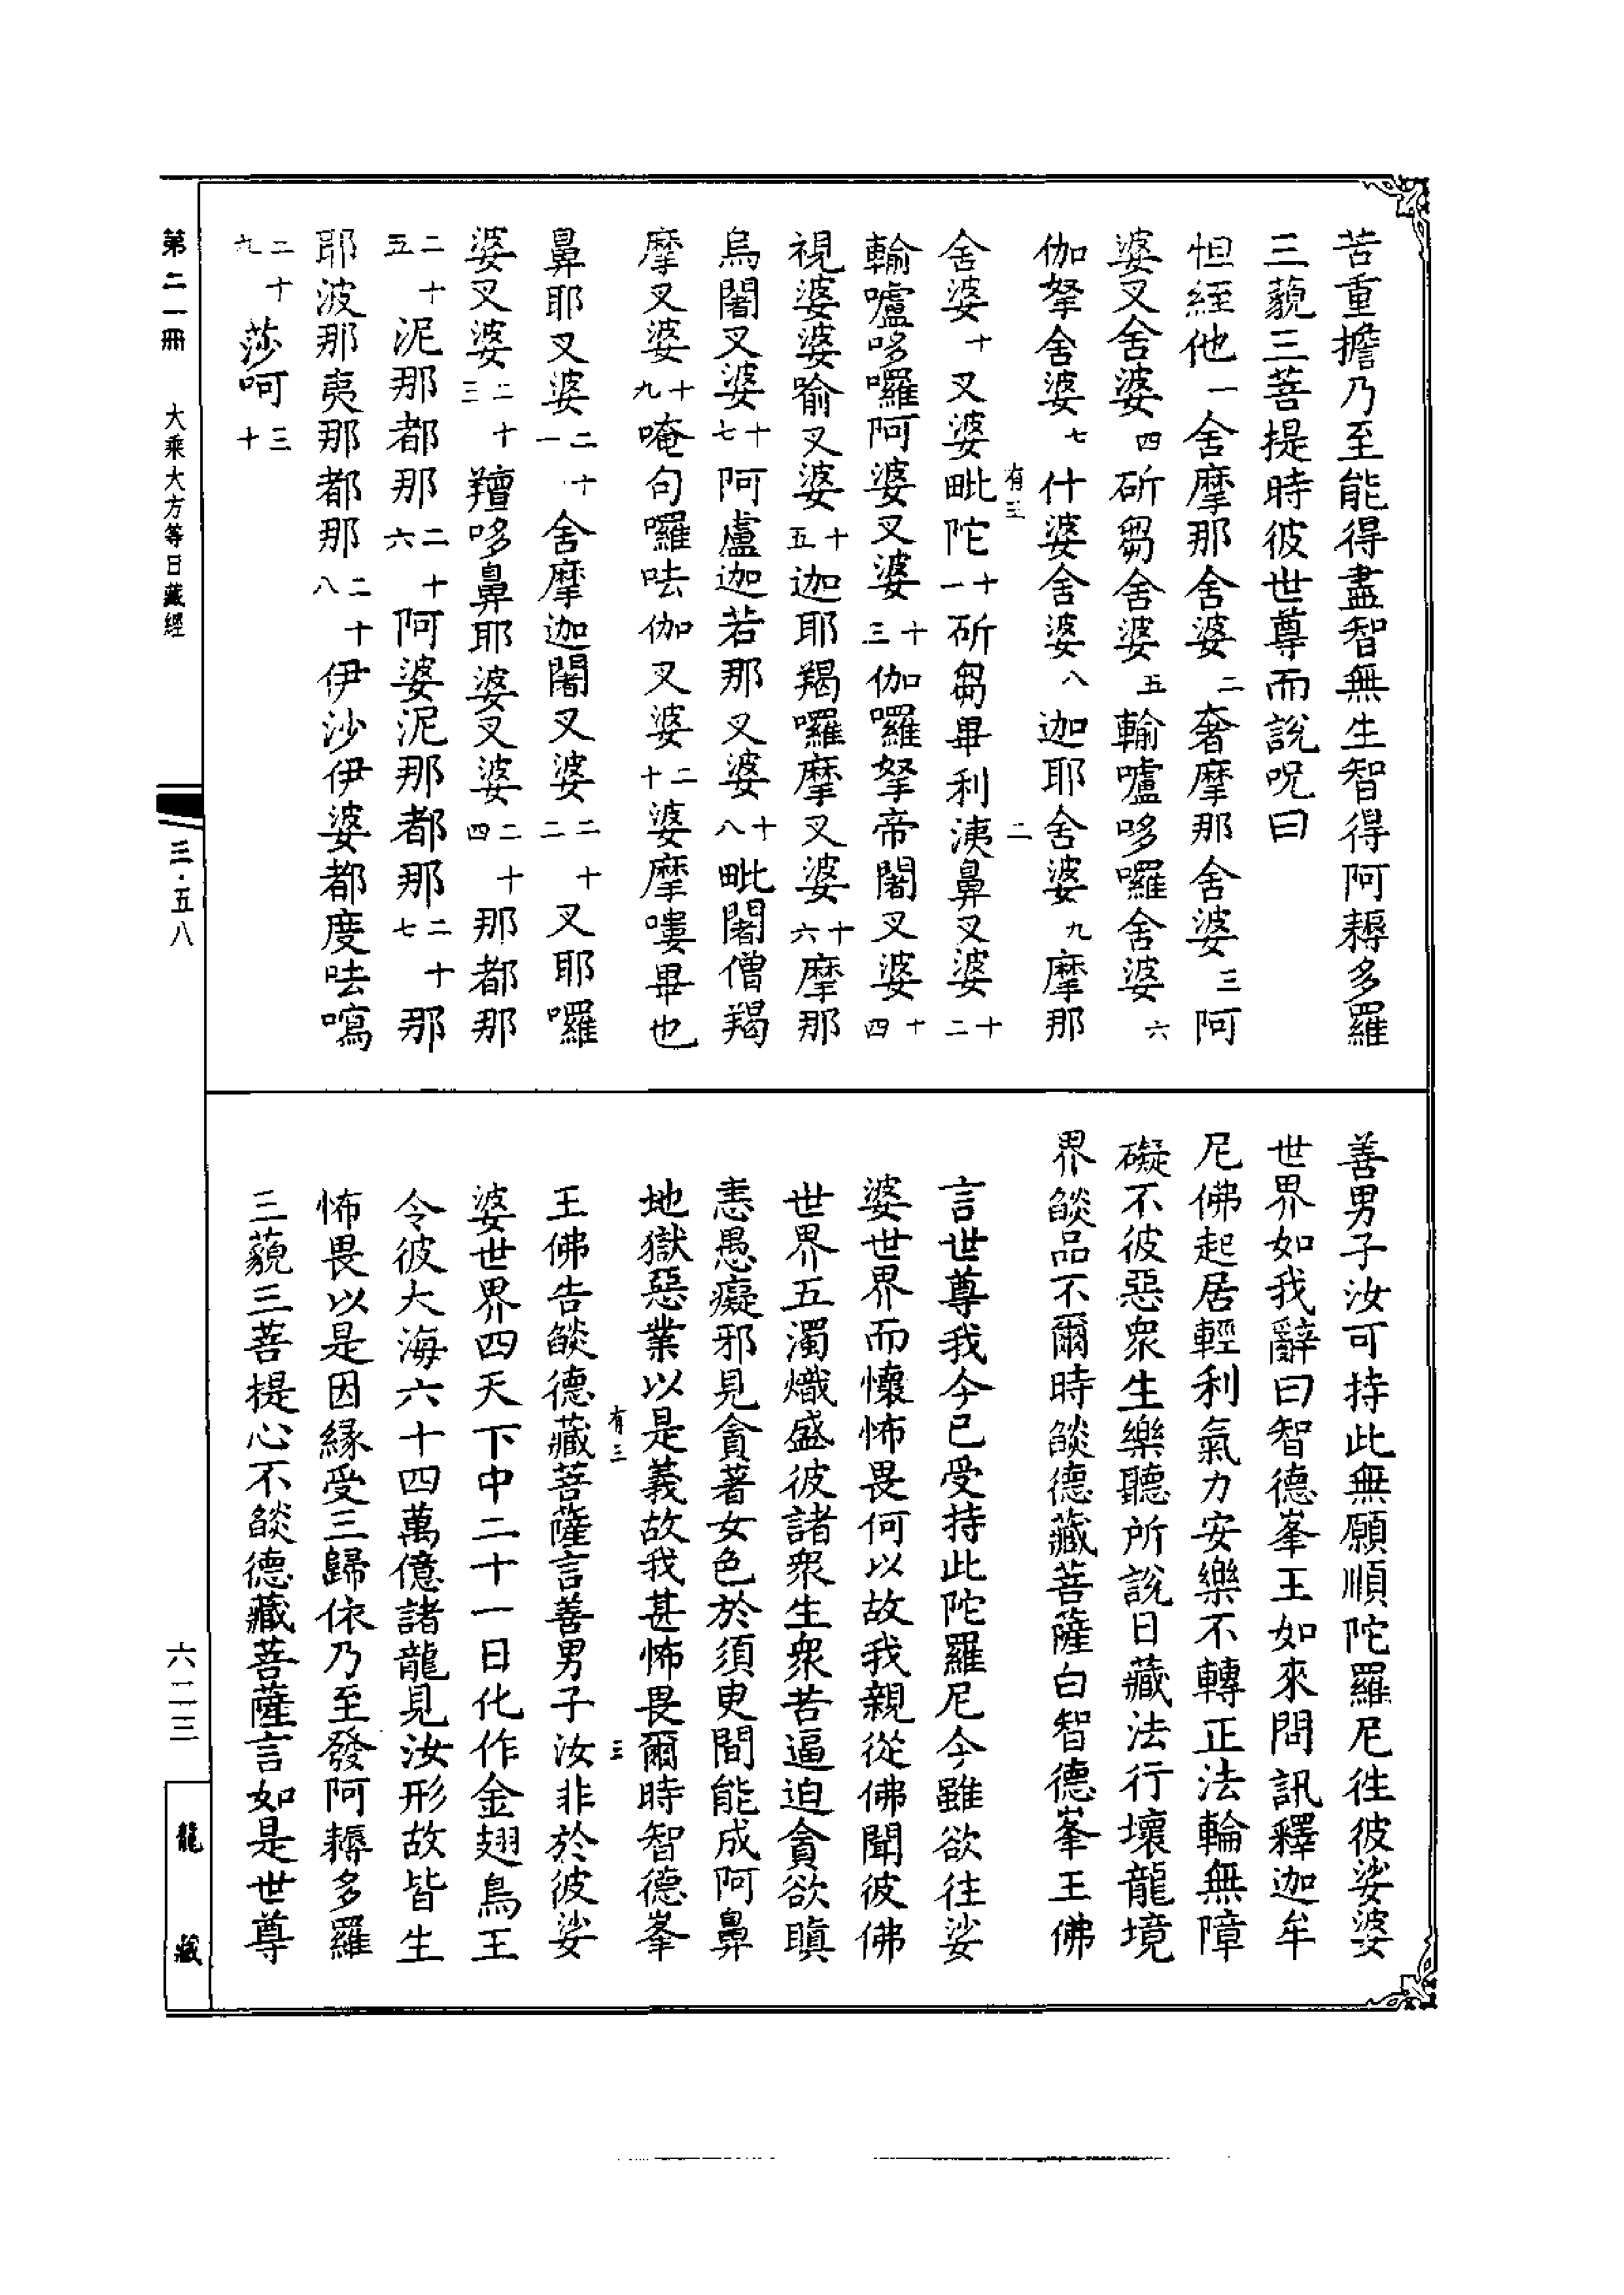 苦重擔乃至能得盡智無生智得阿耨多羅
三藐三菩提時彼世尊而說呪曰
怛絰他一舍摩那舍婆二奢摩那舍婆三阿
婆叉舍婆四斫芻舍婆五輸嚧哆囉舍婆六
伽拏舍婆七什婆舍婆八迦耶舍婆九摩那
有三 二
舍婆十叉婆毗陀十一斫芻畢利洟鼻叉婆十二
輸嚧哆囉阿婆叉婆十三伽囉拏帝闍叉婆十四
視婆婆喻叉婆十五迦耶羯囉摩叉婆十六摩那
烏闍叉婆十七阿盧迦若那叉婆十八毗闍僧羯
摩叉婆十九唵句囉呿伽叉婆二十婆摩嘍畢也
鼻耶叉婆二十一舍摩迦闍叉婆二十二叉耶囉
婆叉婆二十三羶哆鼻耶婆叉婆二十四那都那
二十五泥那都那二十六阿婆泥那都那二十七那
耶波那夷那都那二十八伊沙伊婆都度呿嗚
二十九莎呵三十
善男子汝可持此無願順陀羅尼往彼娑婆
世界如我辭曰智德峯王如來問訊釋迦牟
尼佛起居輕利氣力安樂不轉正法輪無障
礙不彼惡眾生樂聽所說日藏法行壞龍境
界燄品不爾時燄德藏菩薩白智德峯王佛
言世尊我今已受持此陀羅尼今雖欲往娑
婆世界而懷怖畏何以故我親從佛聞彼佛
世界五濁熾盛彼諸眾生眾苦逼迫貪欲瞋
恚愚癡邪見貪著女色於須臾間能成阿鼻
地獄惡業以是義故我甚怖畏爾時智德峯
有三 三
王佛告燄德藏菩薩言善男子汝非於彼娑
婆世界四天下中二十一日化作金翅鳥王
令彼大海六十四萬億諸龍見汝形故皆生
怖畏以是因緣受三歸依乃至發阿耨多羅
三藐三菩提心不燄德藏菩薩言如是世尊
第二一冊 大乘大方等日藏經
三·五八
六二三
龍藏